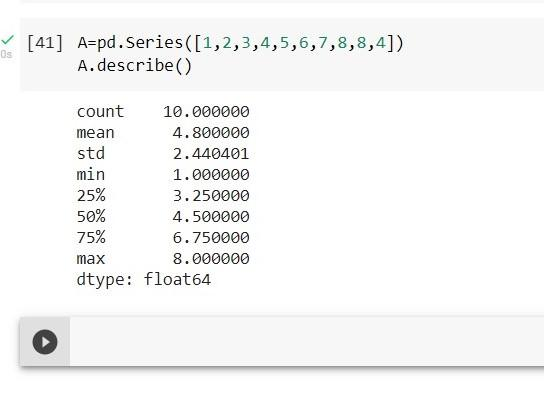 [41] A=pd.Series([1,2,3,4,5,6,7,8,8,4])
0s
A.describe()
count 10.000000
mean 4.800000
std 2.440401
min 1.000000
25% 3.250000
50% 4.500000
75% 6.750000
max 8.000000
dtype: float64